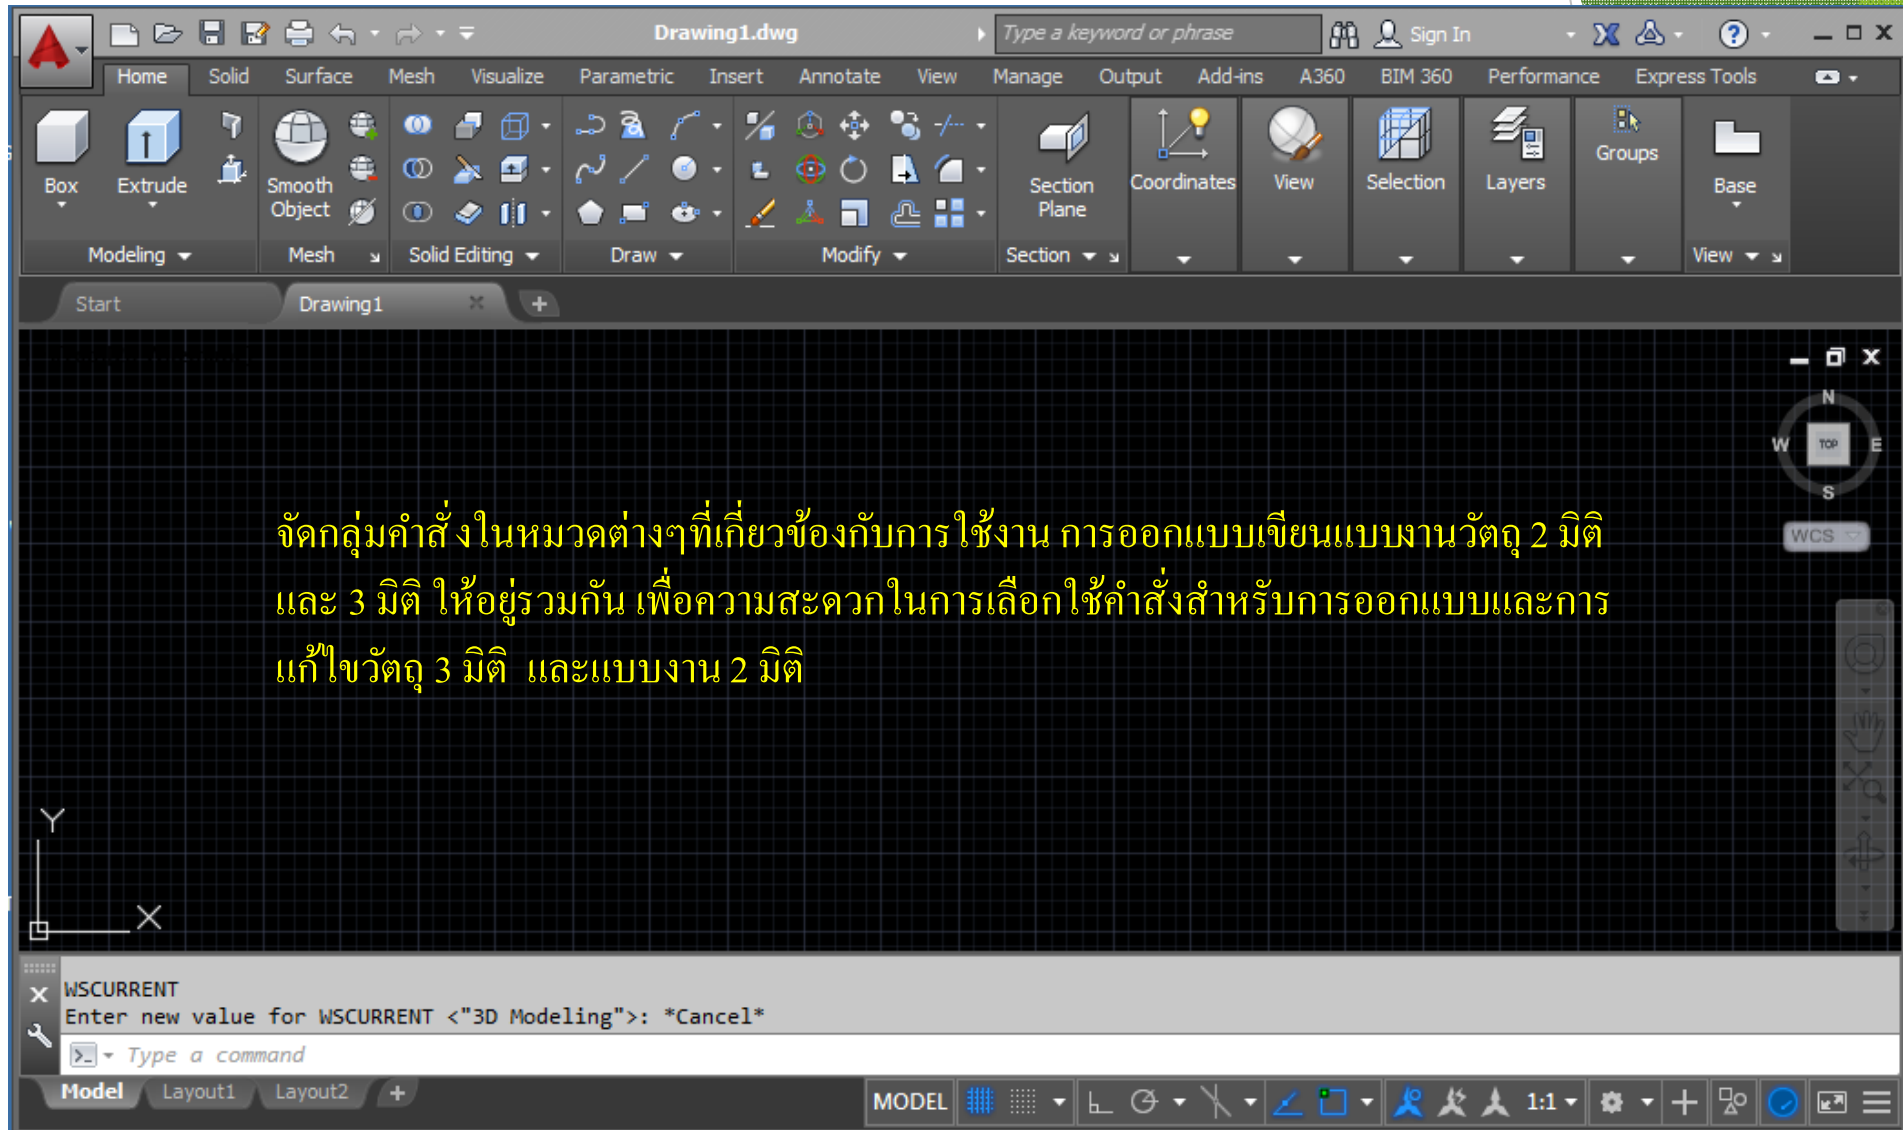 Drawing1.dwg Type a keyword or phrase Sign In
Home Solid Surface Mesh Visualize Parametric Insert Annotate View Manage Output Add-ins A360 BIM 360 Performance Express Tools
Box Extrude Smooth Object Section Plane Coordinates View Selection Layers Groups Base
Modeling Mesh Solid Editing Draw Modify Section View
Start Drawing1
N
W TOP E
S
WCS
จัดกลุ่มคำสั่งในหมวดต่างๆที่เกี่ยวข้องกับการใช้งาน การออกแบบเขียนแบบงานวัตถุ 2 มิติ
และ 3 มิติ ให้อยู่รวมกัน เพื่อความสะดวกในการเลือกใช้คำสั่งสำหรับการออกแบบและการ
แก้ไขวัตถุ 3 มิติ และแบบงาน 2 มิติ
Y
X
WSCURRENT
Enter new value for WSCURRENT <"3D Modeling">: *Cancel*
Type a command
Model Layout1 Layout2 MODEL 1:1